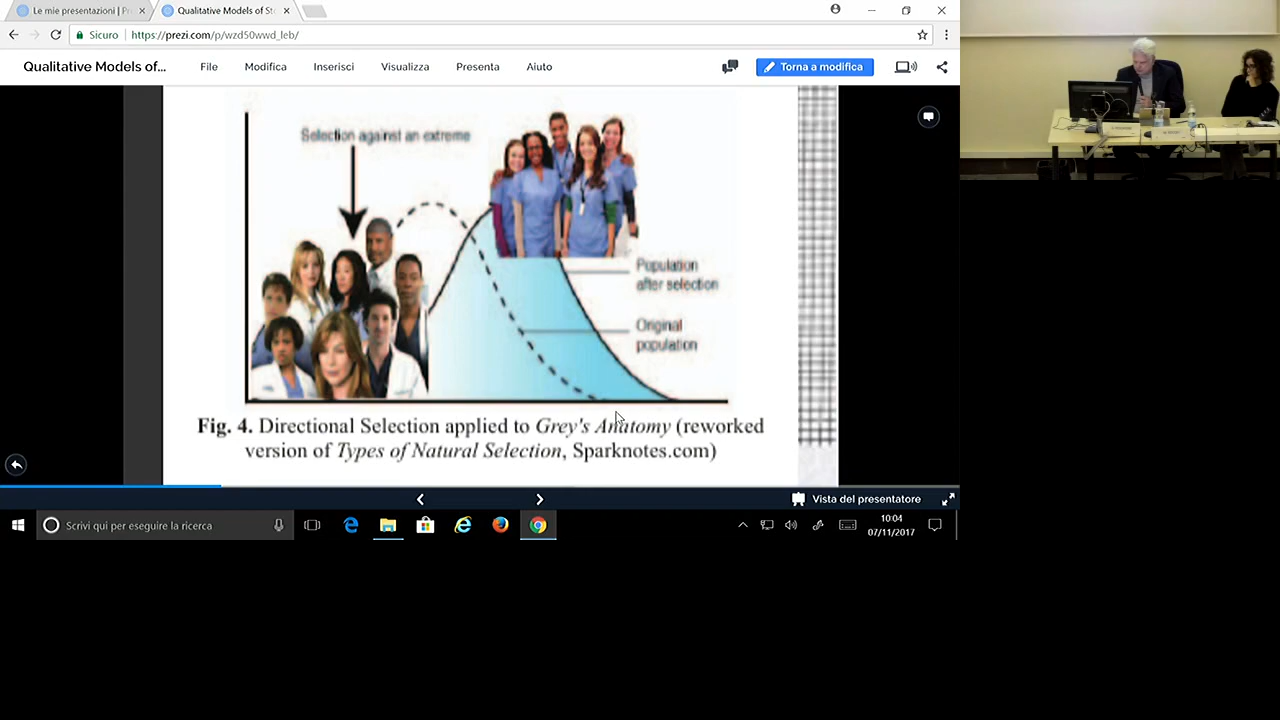 Le mie presentazioni | Pr
Qualitative Models of St
Sicuro
https://prezi.com/p/wzd50wwd_leb/
Qualitative Models of...
File
Modifica
Inserisci
Visualizza
Presenta
Aiuto
Torna a modifica
Selection against an extreme
Population
after selection
Original
population
Fig. 4. Directional Selection applied to Grey's Anatomy (reworked
version of Types of Natural Selection, Sparknotes.com)
Vista del presentatore
Scrivi qui per eseguire la ricerca
10:04
07/11/2017